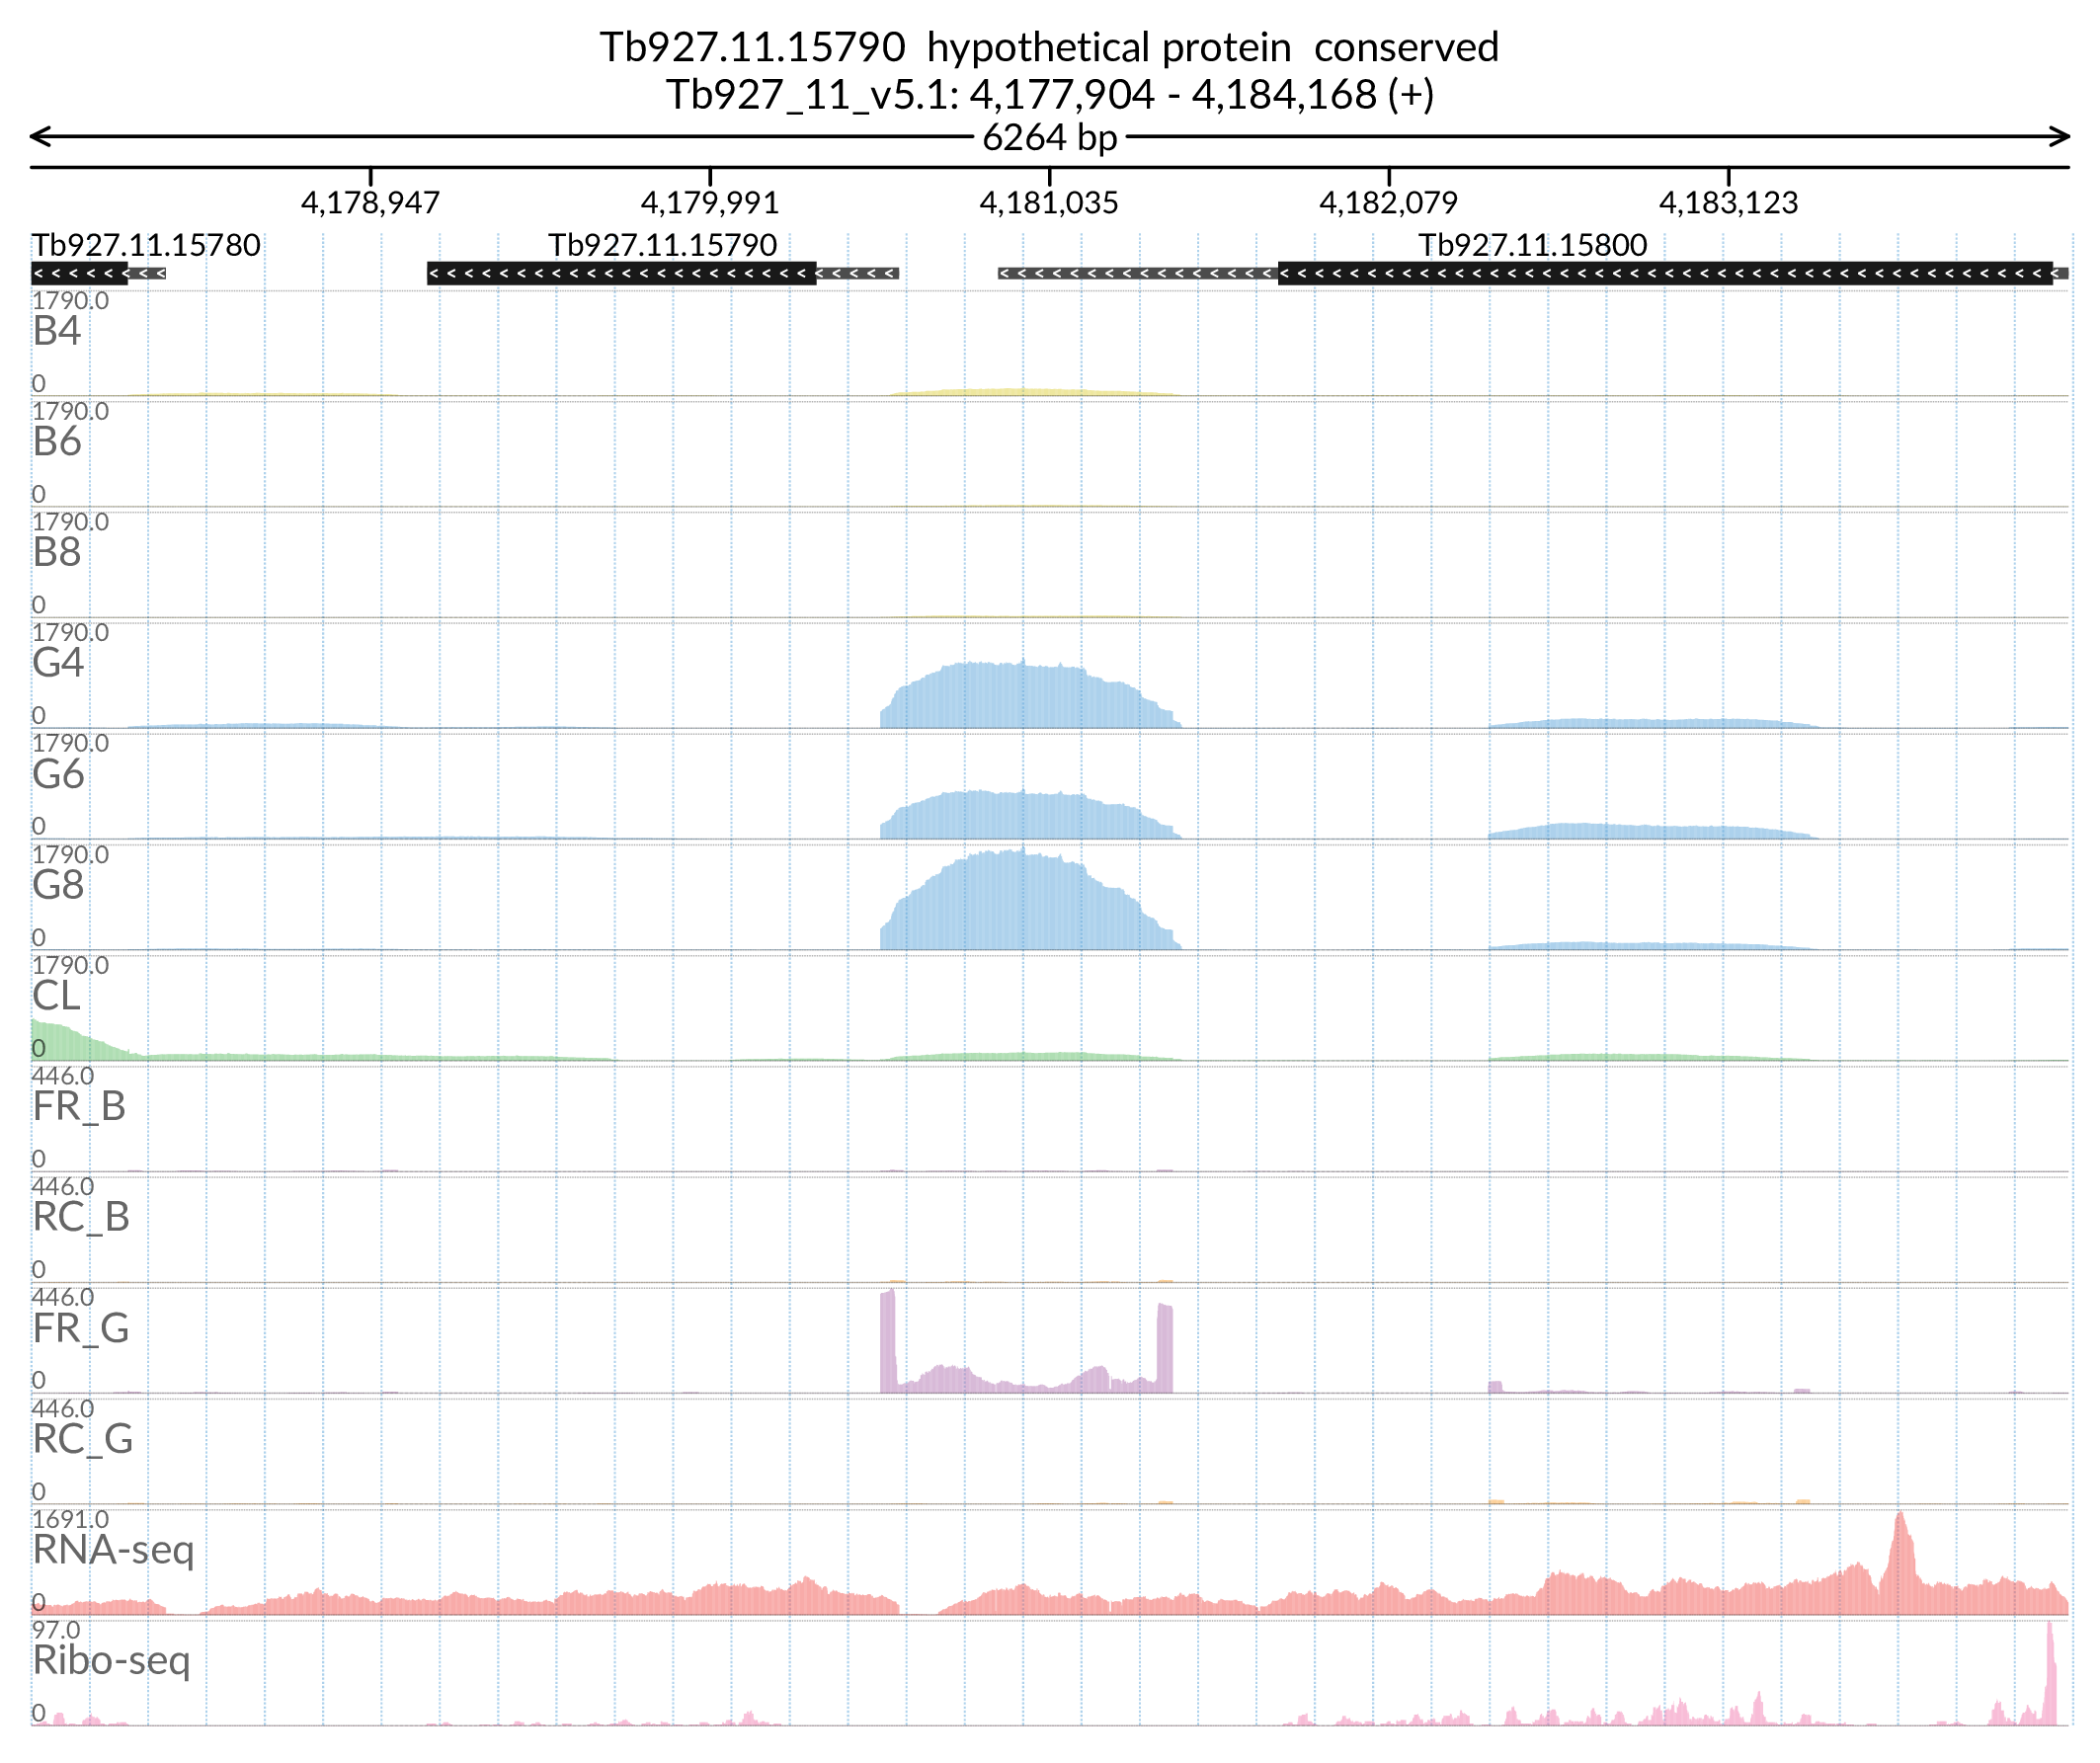 Tb927.11.15790 hypothetical protein conserved
Tb927_11_v5.1: 4,177,904 - 4,184,168 (+)
6264 bp
4,178,947 4,179,991 4,181,035 4,182,079 4,183,123
Tb927.11.15780 Tb927.11.15790 Tb927.11.15800
1790.0
B4
0
1790.0
B6
0
1790.0
B8
0
1790.0
G4
0
1790.0
G6
0
1790.0
G8
0
1790.0
CL
0
446.0
FR_B
0
446.0
RC_B
0
446.0
FR_G
0
446.0
RC_G
0
1691.0
RNA-seq
0
97.0
Ribo-seq
0